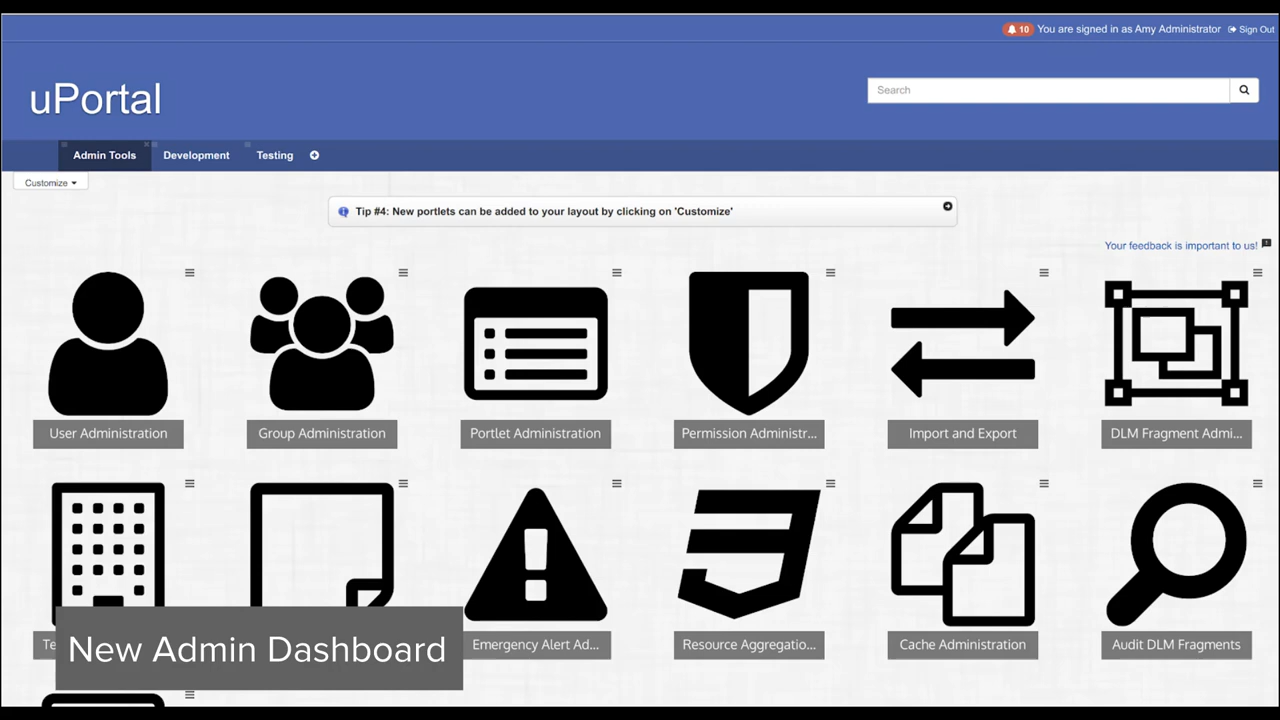 10 You are signed in as Amy Administrator Sign Out
uPortal
Search
Admin Tools Development Testing
Customize
Tip #4: New portlets can be added to your layout by clicking on 'Customize'
Your feedback is important to us!
User Administration Group Administration Portlet Administration Permission Administr... Import and Export DLM Fragment Admi...
Te
Emergency Alert Ad... Resource Aggregatio... Cache Administration Audit DLM Fragments
New Admin Dashboard